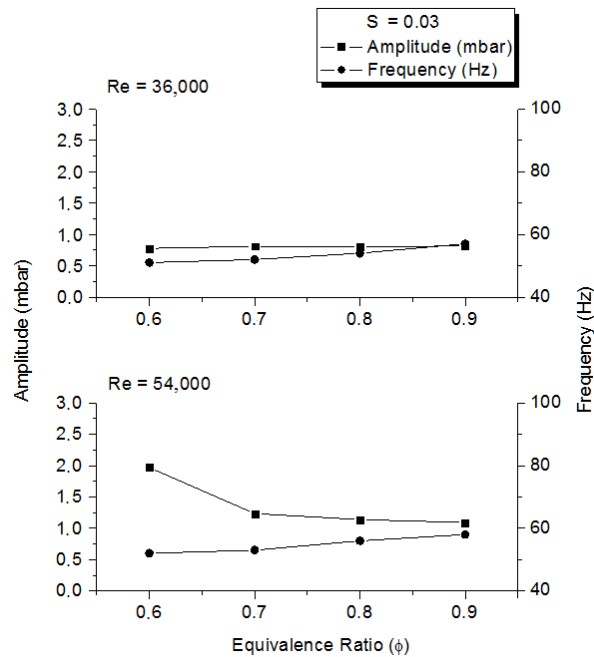 S = 0.03
Amplitude (mbar)
Frequency (Hz)
Re = 36,000
3.0
2.5
2.0
1.5
1.0
0.5
0.0
100
80
60
40
0.6 0.7 0.8 0.9
Amplitude (mbar)
Frequency (Hz)
Re = 54,000
3.0
2.5
2.0
1.5
1.0
0.5
0.0
100
80
60
40
0.6 0.7 0.8 0.9
Equivalence Ratio (ϕ)